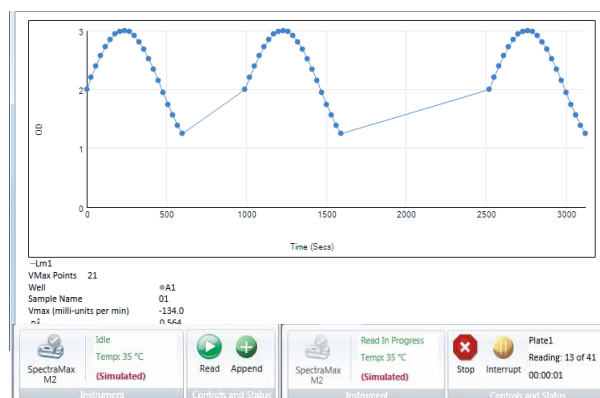 3
2
1
0
OD
0
500
1000
1500
2000
2500
3000
Time (Secs)
Lm1
VMax Points 21
Well A1
Sample Name 01
Vmax (milli-units per min) -134.0
0.564
SpectraMax
M2
Idle
Temp: 35 °C
(Simulated)
Instrument
Read
Append
Controls and Status
SpectraMax
M2
Read In Progress
Temp: 35 °C
(Simulated)
Instrument
Stop
Interrupt
Plate1
Reading: 13 of 41
00:00:01
Controls and Status